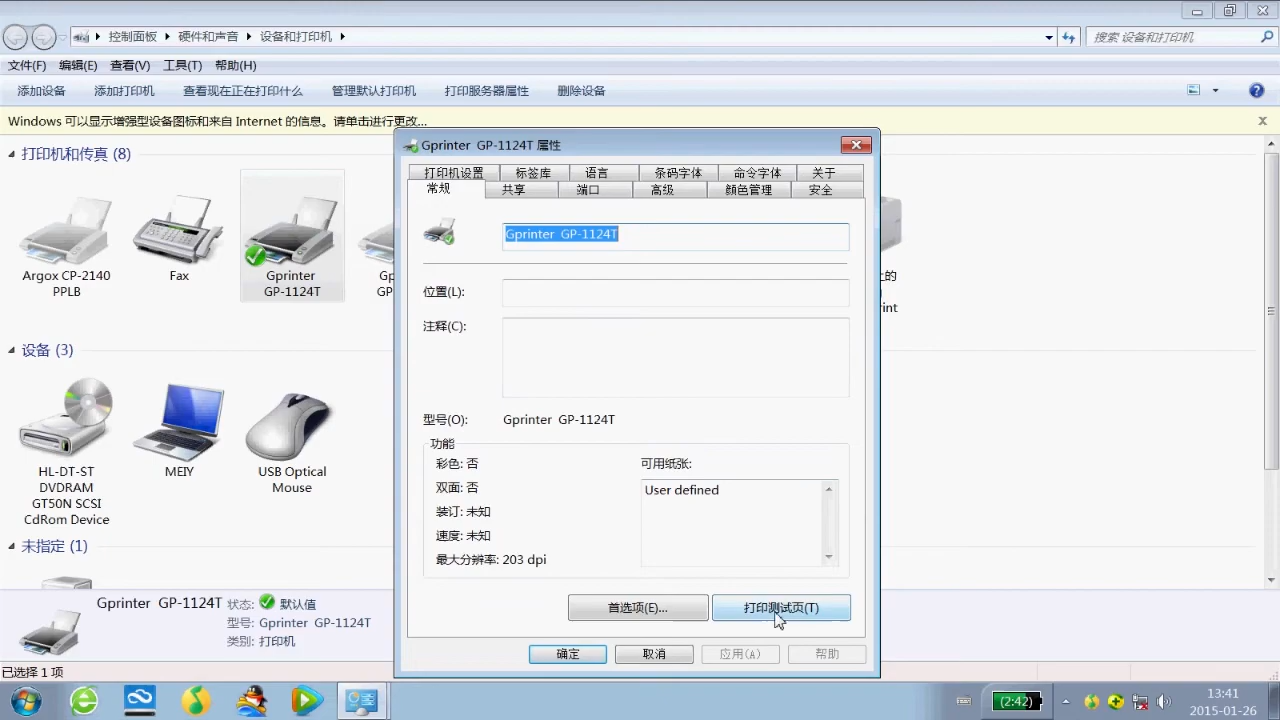 控制面板 硬件和声音 设备和打印机
搜索 设备和打印机
文件(F) 编辑(E) 查看(V) 工具(T) 帮助(H)
添加设备 添加打印机 查看现在正在打印什么 管理默认打印机 打印服务器属性 删除设备
Windows 可以显示增强型设备图标和来自 Internet 的信息。请单击进行更改...
打印机和传真 (8)
Argox CP-2140
PPLB
Fax
Gprinter
GP-1124T
Gp
GP
上的
int
设备 (3)
HL-DT-ST
DVDRAM
GT50N SCSI
CdRom Device
MEIY
USB Optical
Mouse
未指定 (1)
Gprinter GP-1124T 属性
打印机设置 标签库 语言 条码字体 命令字体 关于
常规 共享 端口 高级 颜色管理 安全
Gprinter GP-1124T
位置(L):
注释(C):
型号(O): Gprinter GP-1124T
功能
彩色: 否
双面: 否
装订: 未知
速度: 未知
最大分辨率: 203 dpi
可用纸张:
User defined
首选项(E)... 打印测试页(T)
确定 取消 应用(A) 帮助
Gprinter GP-1124T 状态: 默认值
型号: Gprinter GP-1124T
类别: 打印机
已选择 1 项
(2:42)
13:41
2015-01-26